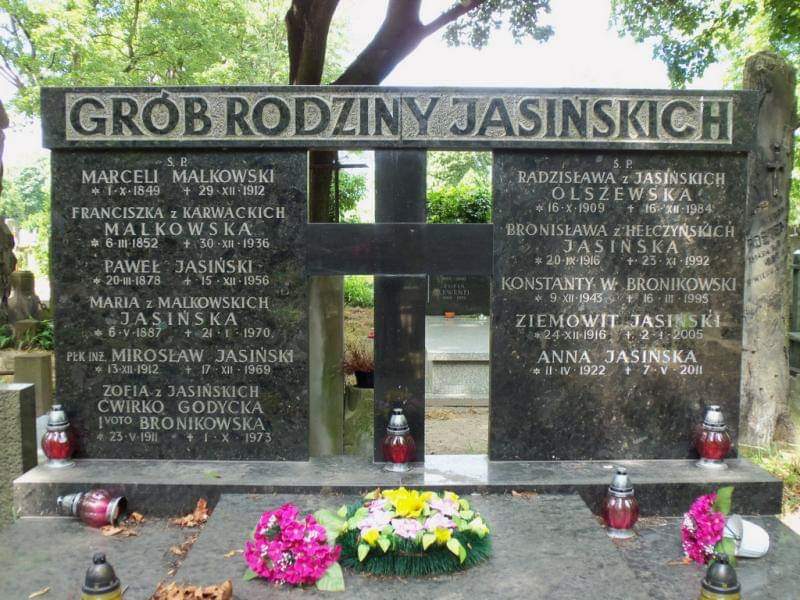 GRÓB RODZINY JASIŃSKICH
Ś. P.
MARCELI MALKOWSKI
* 1·X·1849 + 29·XII·1912
FRANCISZKA z KARWACKICH
MALKOWSKA
* 6·III·1852 + 30·XII·1936
PAWEŁ JASIŃSKI
* 20·III·1878 + 15·XII·1956
MARIA z MALKOWSKICH
JASIŃSKA
* 6·V·1887 + 21·I·1970
PŁK INŻ. MIROSŁAW JASIŃSKI
* 13·XII·1912 + 17·XII·1969
ZOFIA z JASIŃSKICH
ĆWIRKO GODYCKA
I VOTO BRONIKOWSKA
* 23·V·1911 + 1·X·1973
Ś. P.
RADZISŁAWA z JASIŃSKICH
OLSZEWSKA
* 16·X·1909 + 16·XII·1984
BRONISŁAWA z HEŁCZYŃSKICH
JASIŃSKA
* 20·IX·1916 + 23·XI·1992
KONSTANTY W. BRONIKOWSKI
* 9·XII·1943 + 16·III·1995
ZIEMOWIT JASIŃSKI
* 24·XII·1916 + 2·I·2005
ANNA JASIŃSKA
* 11·IV·1922 + 7·V·2011
ZOFIA